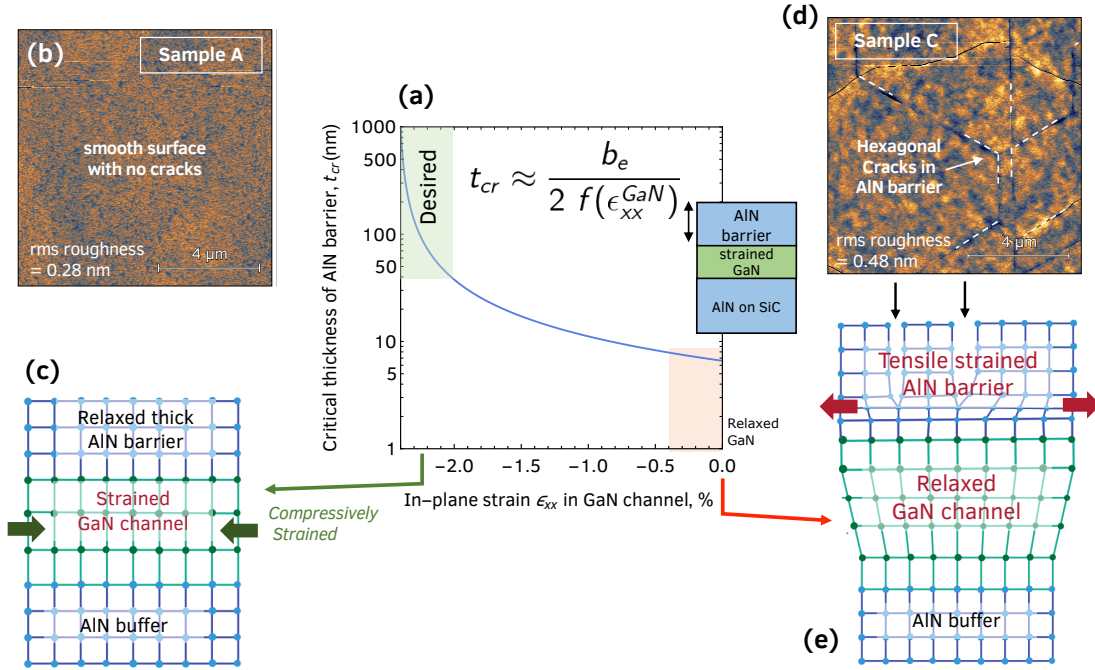 (b)
Sample A
smooth surface
with no cracks
rms roughness
= 0.28 nm
4 μm
(a)
Critical thickness of AlN barrier, t_cr (nm)
1000
500
100
50
10
5
1
Desired
t_cr ≈ b_e / 2 f(ϵ_xx^GaN)
AlN
barrier
strained
GaN
AlN on SiC
Relaxed
GaN
−2.0
−1.5
−1.0
−0.5
0.0
In−plane strain ϵ_xx in GaN channel, %
(d)
Sample C
Hexagonal
Cracks in
AlN barrier
rms roughness
= 0.48 nm
4 μm
(c)
Relaxed thick
AlN barrier
Strained
GaN channel
Compressively
Strained
AlN buffer
Tensile strained
AlN barrier
Relaxed
GaN channel
AlN buffer
(e)